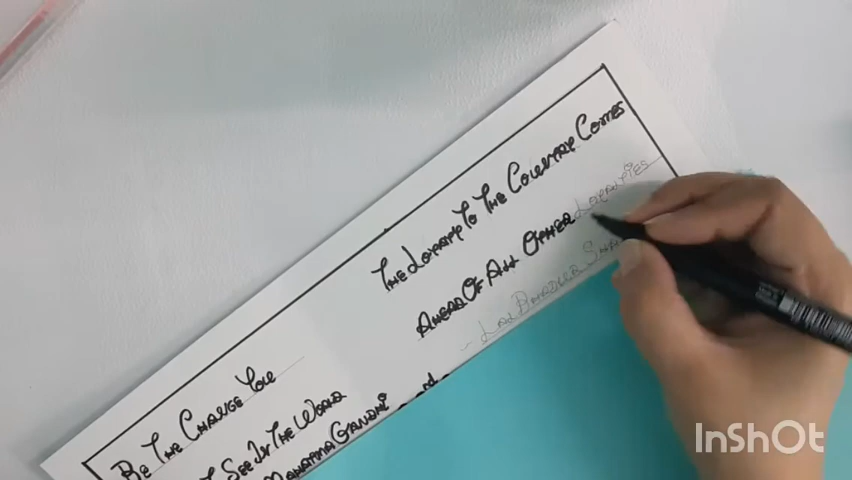 The Loyalty To The Country Comes
Ahead Of All Other Loyalties
- Lal Bahadur
Be The Change You
See In The World
Mahatma Gandhi
InShOt